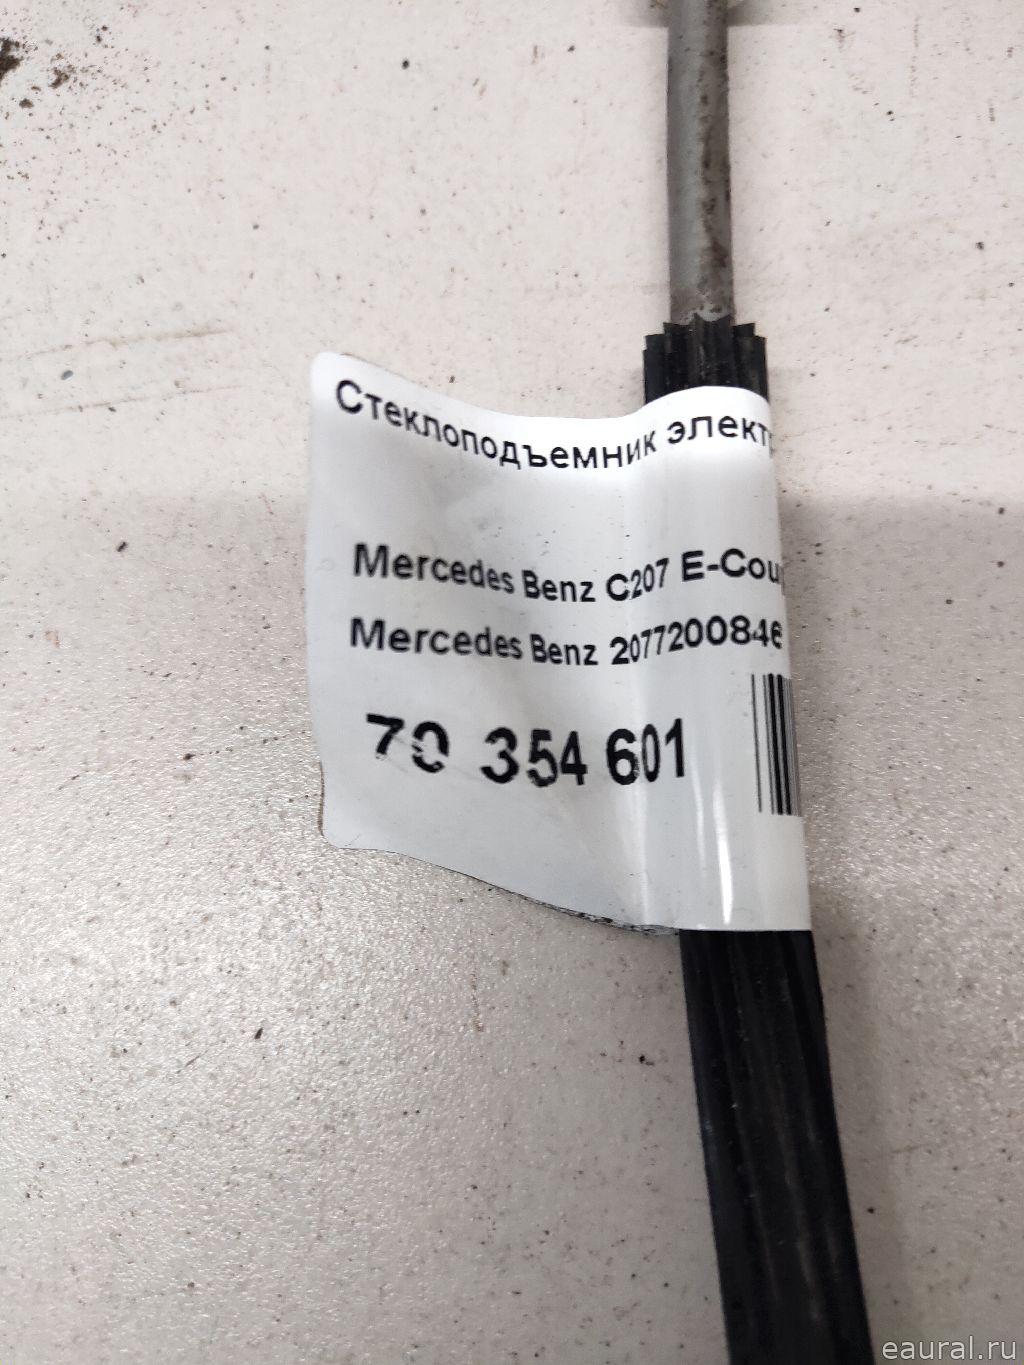 Стеклоподъемник элект
Mercedes Benz C207 E-Cou
Mercedes Benz 2077200846
70 354 601
eaural.ru